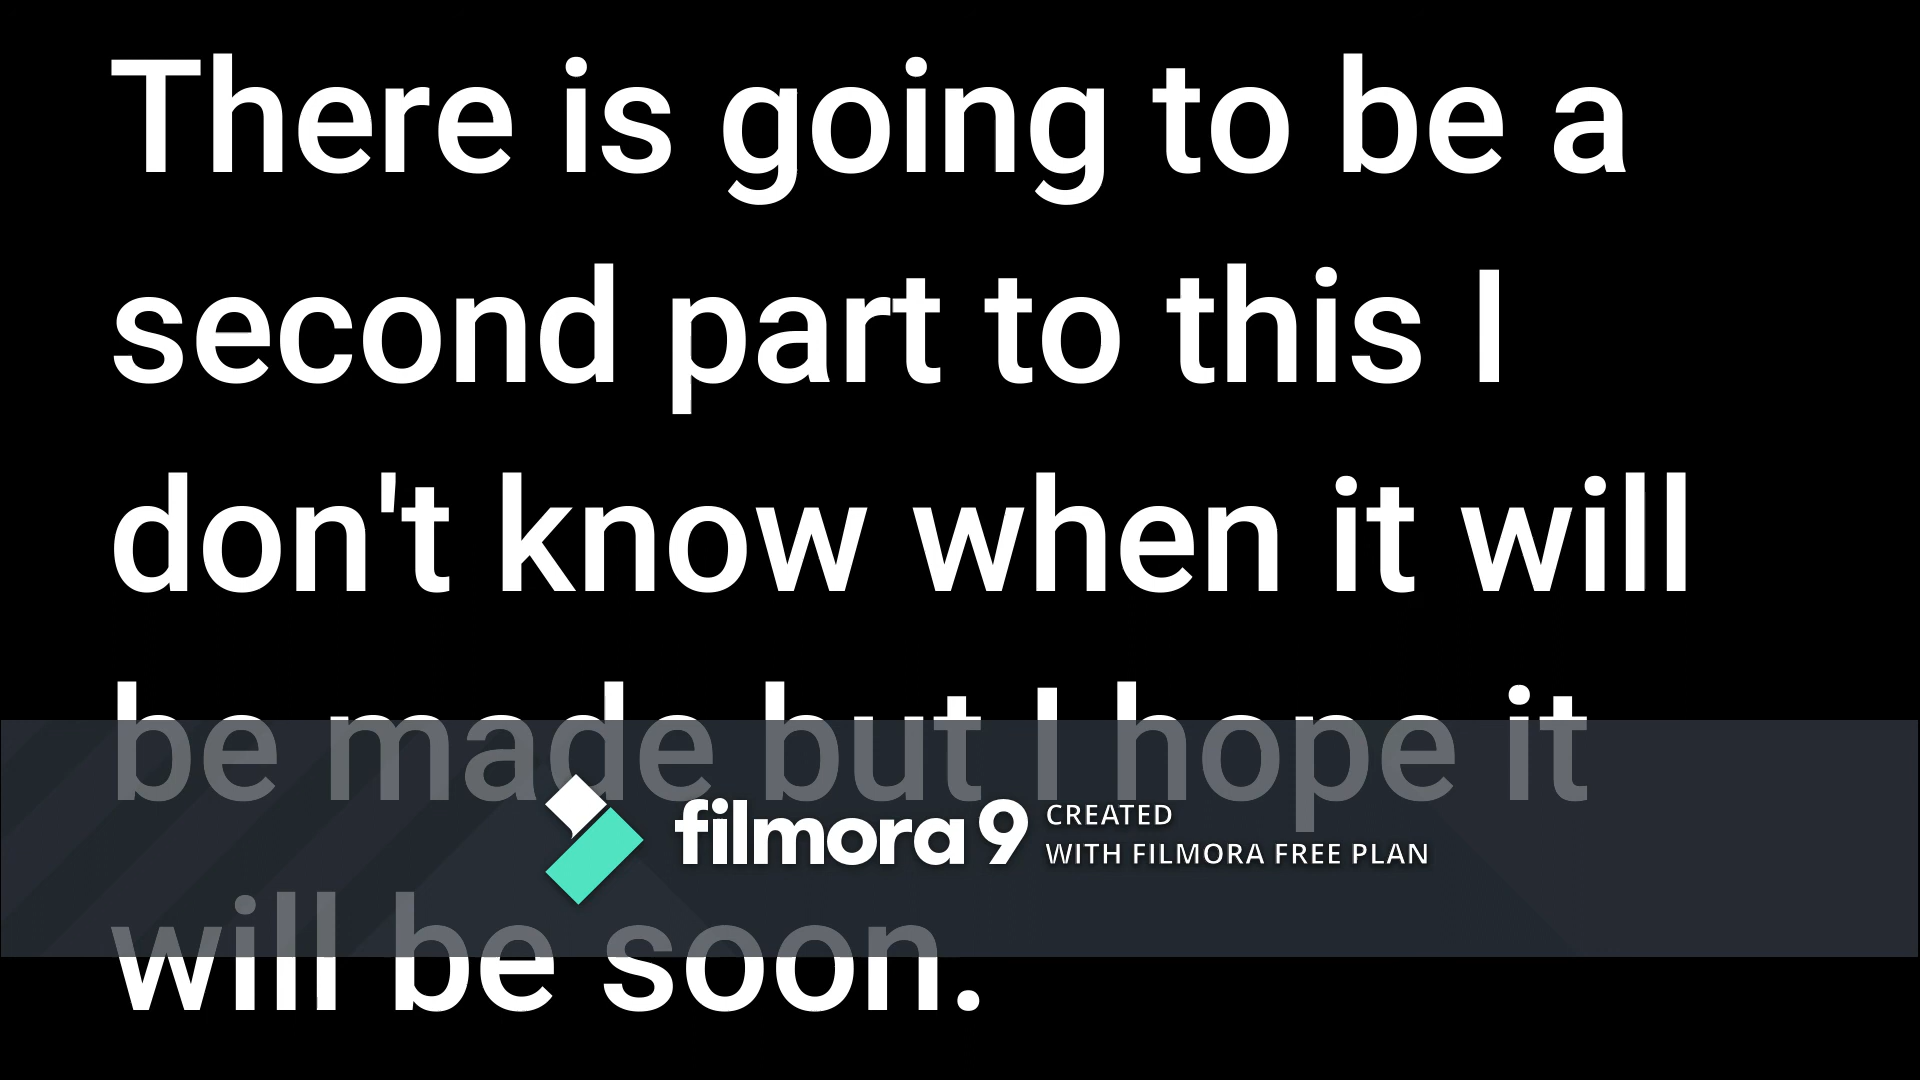 There is going to be a
second part to this I
don't know when it will
be made but I hope it
filmora9 CREATED
WITH FILMORA FREE PLAN
will be soon.